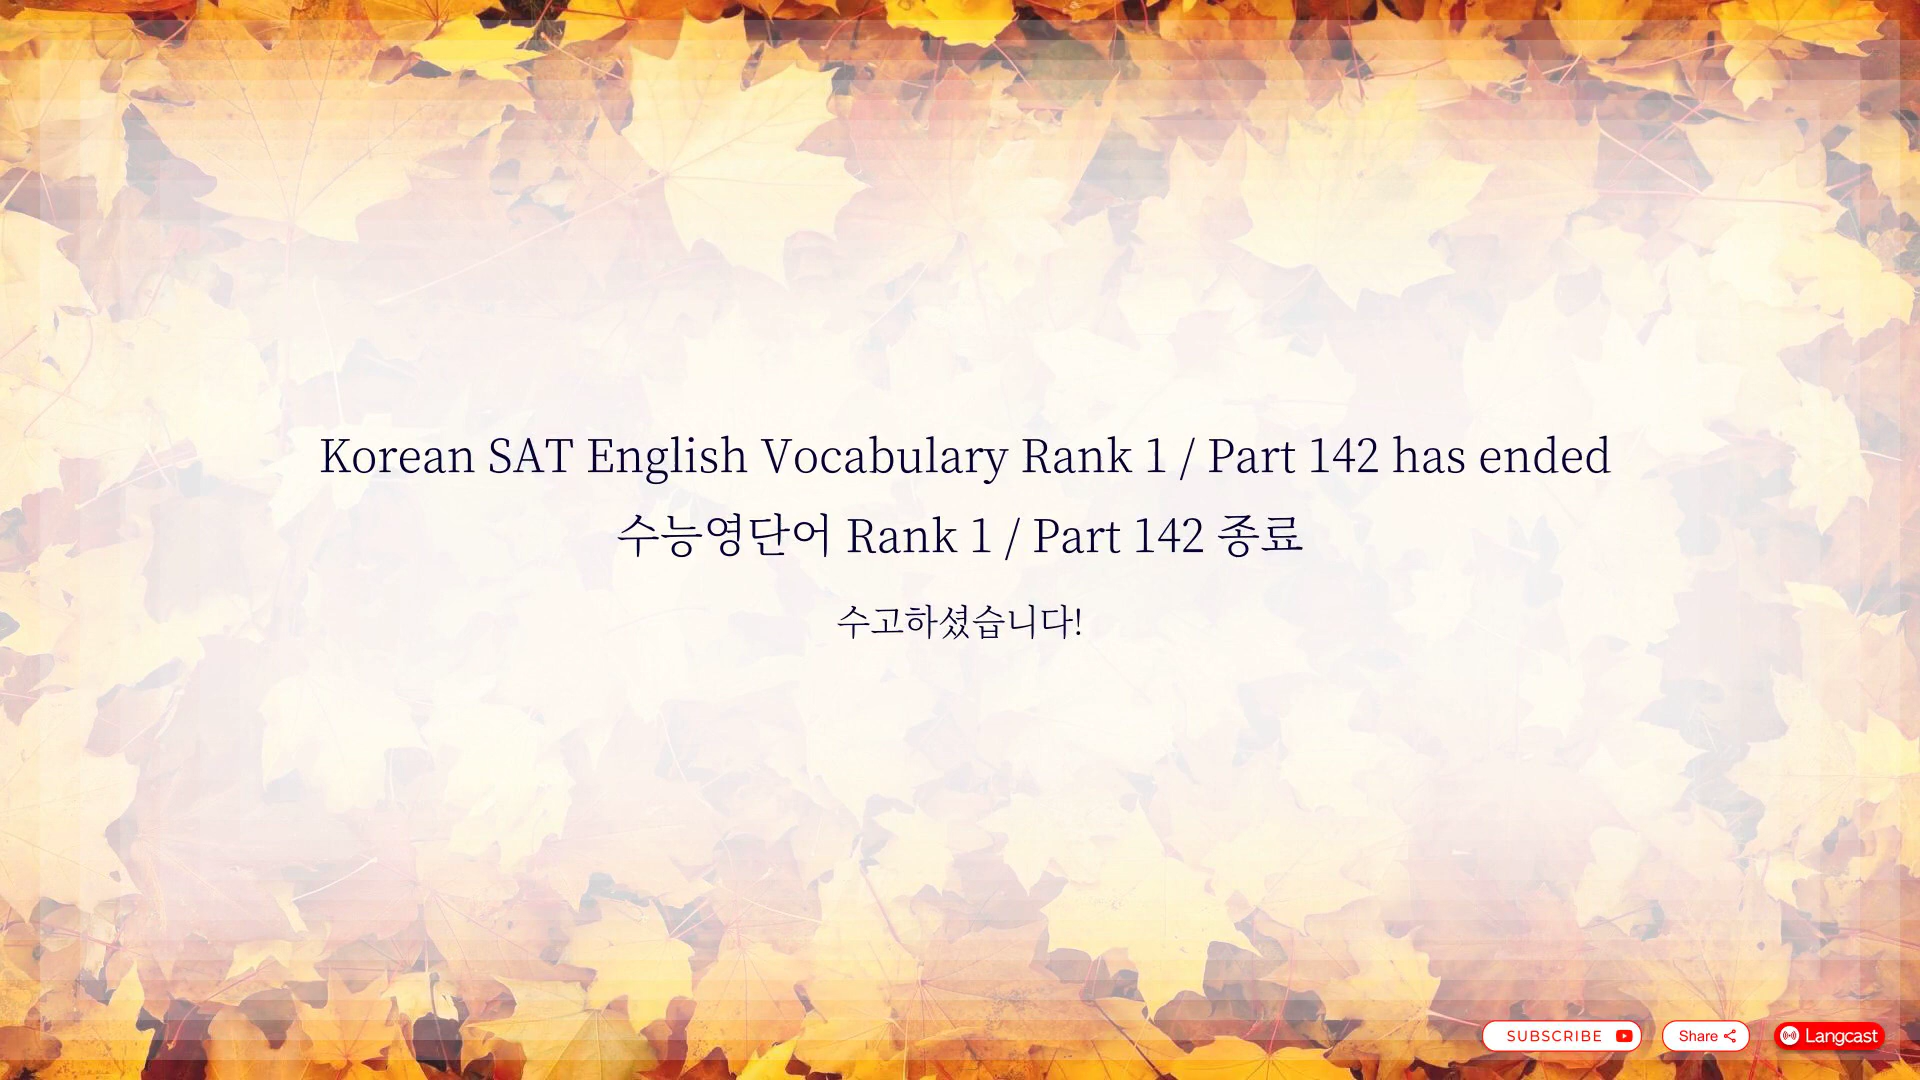 Korean SAT English Vocabulary Rank 1 / Part 142 has ended
수능영단어 Rank 1 / Part 142 종료
수고하셨습니다!
SUBSCRIBE
Share
Langcast